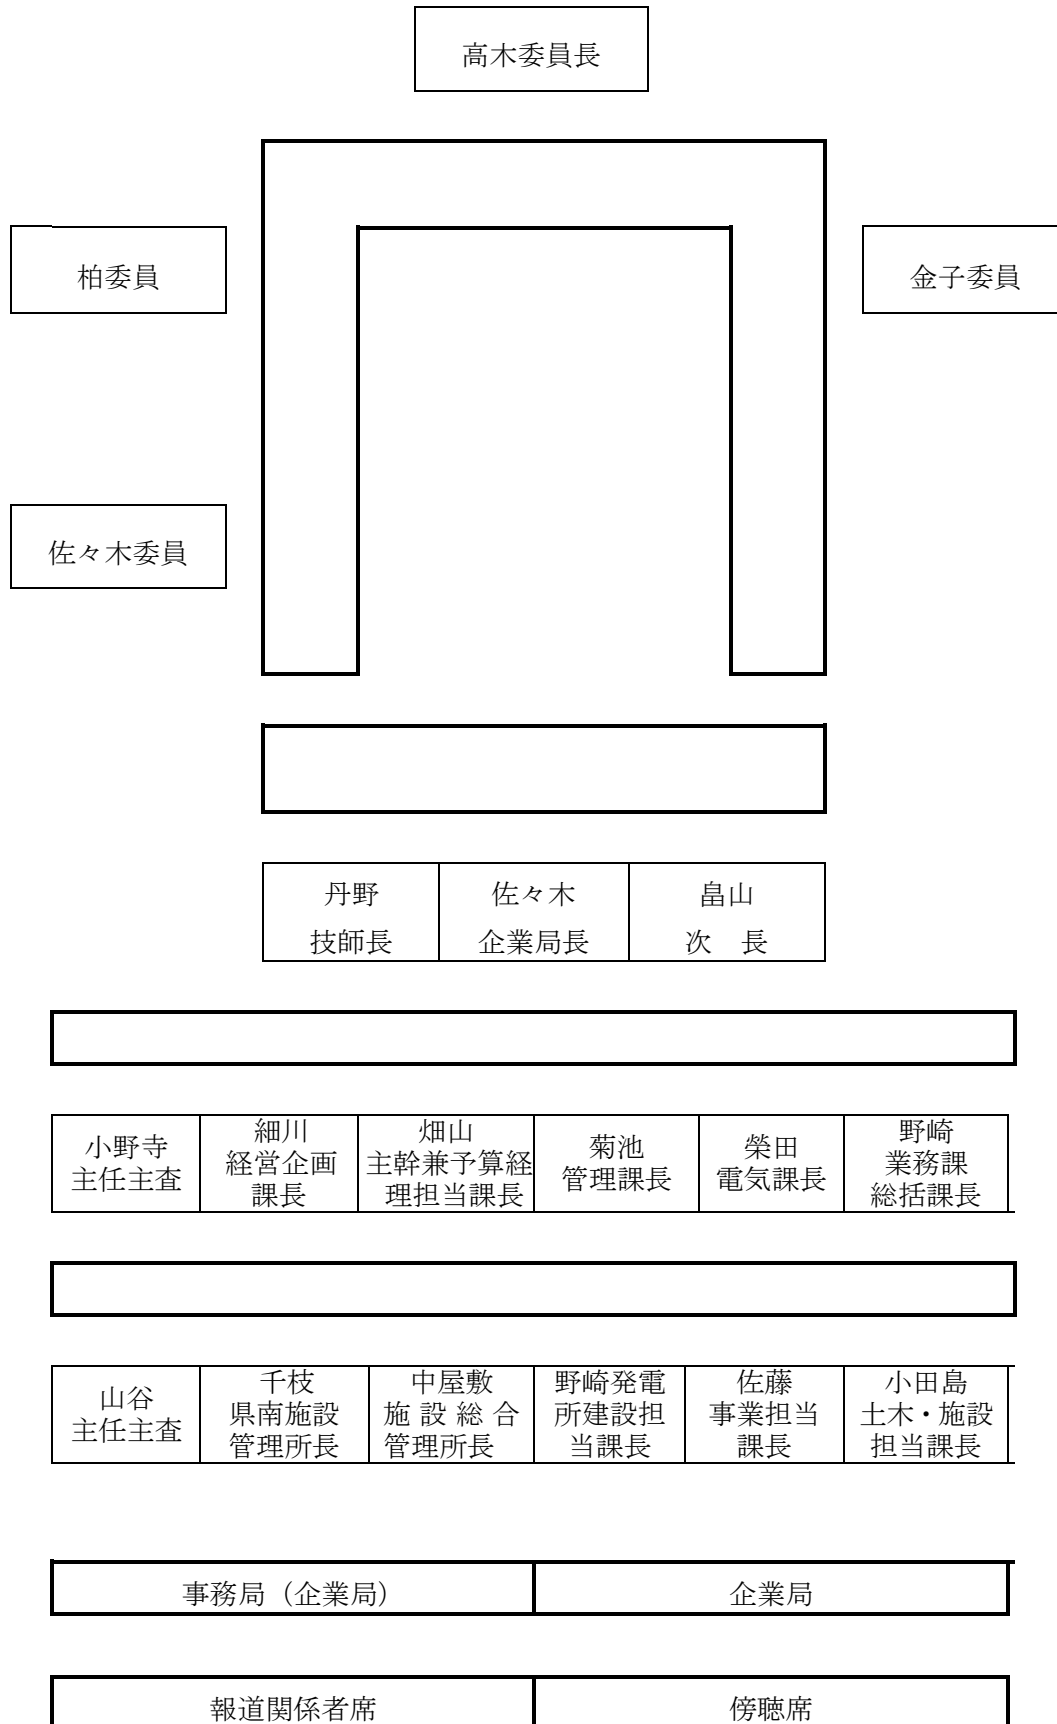 高木委員長
柏委員
金子委員
佐々木委員
丹野
技師長
佐々木
企業局長
畠山
次　長
小野寺
主任主査
細川
経営企画
課長
畑山
主幹兼予算経
理担当課長
菊池
管理課長
榮田
電気課長
野崎
業務課
総括課長
山谷
主任主査
千枝
県南施設
管理所長
中屋敷
施 設 総 合
管理所長
野崎発電
所建設担
当課長
佐藤
事業担当
課長
小田島
土木・施設
担当課長
事務局（企業局）
企業局
報道関係者席
傍聴席